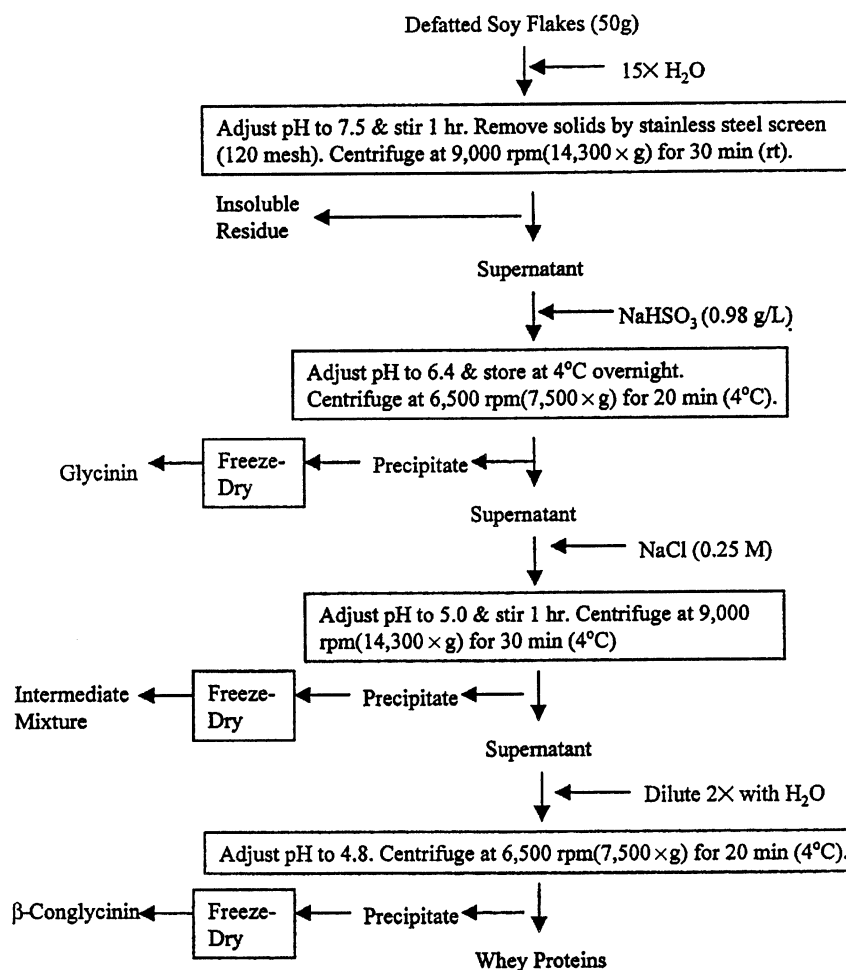 Defatted Soy Flakes (50g)
15× H₂O
Adjust pH to 7.5 & stir 1 hr. Remove solids by stainless steel screen
(120 mesh). Centrifuge at 9,000 rpm(14,300 × g) for 30 min (rt).
Insoluble
Residue
Supernatant
NaHSO₃ (0.98 g/L)
Adjust pH to 6.4 & store at 4°C overnight.
Centrifuge at 6,500 rpm(7,500 × g) for 20 min (4°C).
Glycinin
Freeze-
Dry
Precipitate
Supernatant
NaCl (0.25 M)
Adjust pH to 5.0 & stir 1 hr. Centrifuge at 9,000
rpm(14,300 × g) for 30 min (4°C)
Intermediate
Mixture
Freeze-
Dry
Precipitate
Supernatant
Dilute 2× with H₂O
Adjust pH to 4.8. Centrifuge at 6,500 rpm(7,500 ×g) for 20 min (4°C).
β-Conglycinin
Freeze-
Dry
Precipitate
Whey Proteins